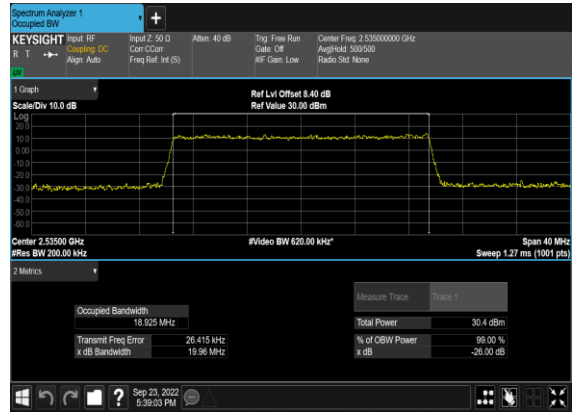 Spectrum Analyzer 1
Occupied BW
KEYSIGHT
R T
Input: RF
Coupling: DC
Align: Auto
Input Z: 50 Ω
Corr CCorr
Freq Ref: Int (S)
Atten: 40 dB
Trig: Free Run
Gate: Off
#IF Gain: Low
Center Freq: 2.535000000 GHz
Avg|Hold: 500/500
Radio Std: None
1 Graph
Scale/Div 10.0 dB
Ref Lvl Offset 8.40 dB
Ref Value 30.00 dBm
Log
20.0
10.0
0.00
-10.0
-20.0
-30.0
-40.0
-50.0
-60.0
Center 2.53500 GHz
#Video BW 620.00 kHz*
Span 40 MHz
#Res BW 200.00 kHz
Sweep 1.27 ms (1001 pts)
2 Metrics
Measure Trace
Trace 1
Occupied Bandwidth
18.925 MHz
Total Power
30.4 dBm
Transmit Freq Error
26.415 kHz
% of OBW Power
99.00 %
x dB Bandwidth
19.96 MHz
x dB
-26.00 dB
?
Sep 23, 2022
5:39:03 PM